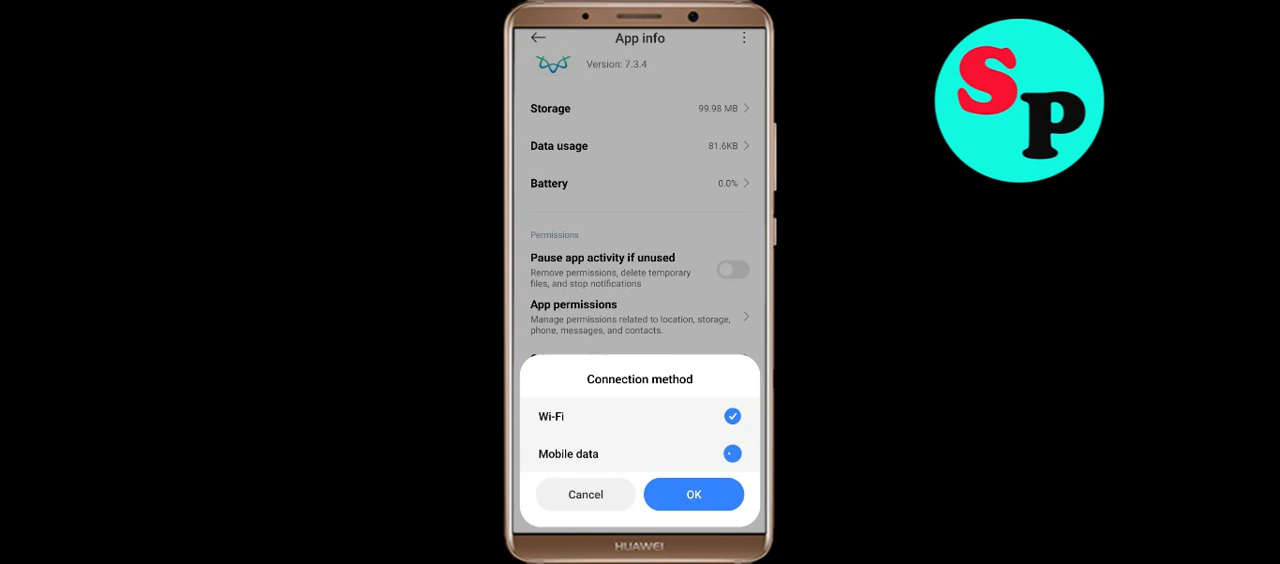 App info
Version: 7.3.4
Storage
99.98 MB
Data usage
81.6KB
Battery
0.0%
Permissions
Pause app activity if unused
Remove permissions, delete temporary
files, and stop notifications
App permissions
Manage permissions related to location, storage,
phone, messages, and contacts.
Connection method
Wi-Fi
Mobile data
Cancel
OK
HUAWEI
SP